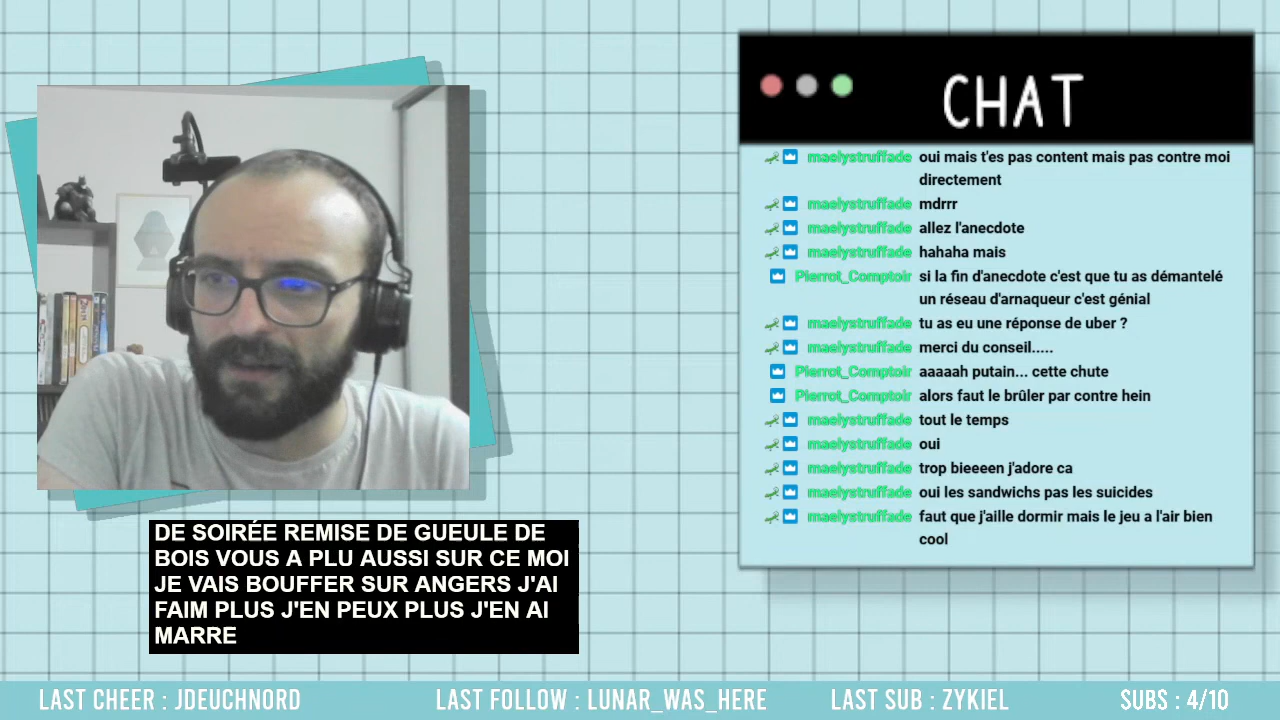 CHAT
maelystruffade oui mais t'es pas content mais pas contre moi
directement
maelystruffade mdrrr
maelystruffade allez l'anecdote
maelystruffade hahaha mais
Pierrot_Comptoir si la fin d'anecdote c'est que tu as démantelé
un réseau d'arnaqueur c'est génial
maelystruffade tu as eu une réponse de uber ?
maelystruffade merci du conseil.....
Pierrot_Comptoir aaaaah putain... cette chute
Pierrot_Comptoir alors faut le brûler par contre hein
maelystruffade tout le temps
maelystruffade oui
maelystruffade trop bieeeen j'adore ca
maelystruffade oui les sandwichs pas les suicides
maelystruffade faut que j'aille dormir mais le jeu a l'air bien
cool
DE SOIRÉE REMISE DE GUEULE DE
BOIS VOUS A PLU AUSSI SUR CE MOI
JE VAIS BOUFFER SUR ANGERS J'AI
FAIM PLUS J'EN PEUX PLUS J'EN AI
MARRE
LAST CHEER : JDEUCHNORD
LAST FOLLOW : LUNAR_WAS_HERE
LAST SUB : ZYKIEL
SUBS : 4/10